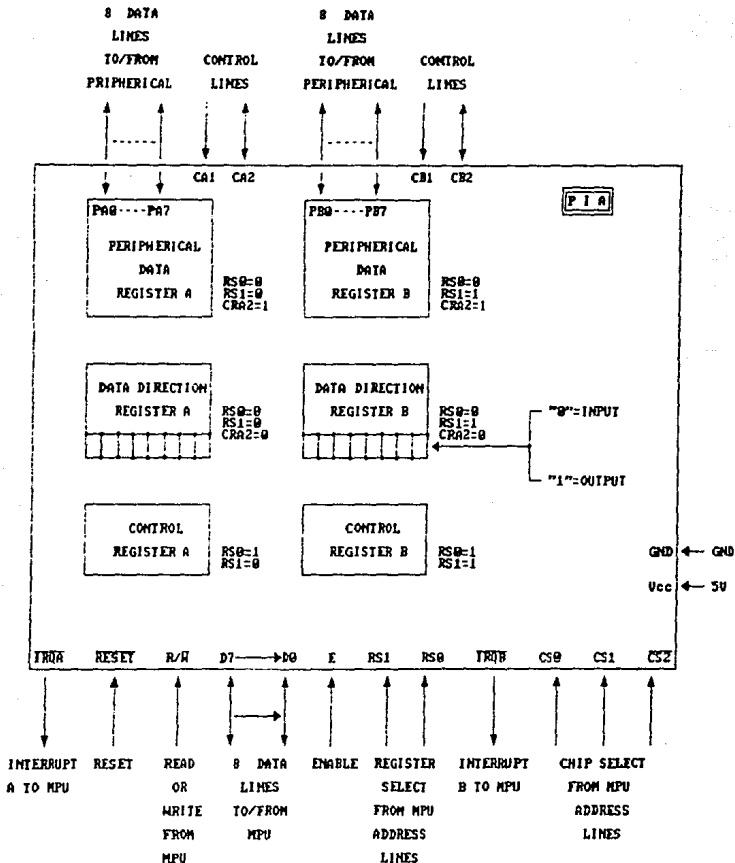 8 DATA
LINES
TO/FROM
PRIPHERICAL
CONTROL
LINES
8 DATA
LINES
TO/FROM
PERIPHERICAL
CONTROL
LINES
CA1 CA2
CB1 CB2
PIA
PA0----PA7
PERIPHERICAL
DATA
REGISTER A
RS0=0
RS1=0
CRA2=1
PB0----PB7
PERIPHERICAL
DATA
REGISTER B
RS0=0
RS1=1
CRA2=1
DATA DIRECTION
REGISTER A
RS0=0
RS1=0
CRA2=0
DATA DIRECTION
REGISTER B
RS0=0
RS1=1
CRA2=0
"0"=INPUT
"1"=OUTPUT
CONTROL
REGISTER A
RS0=1
RS1=0
CONTROL
REGISTER B
RS0=1
RS1=1
GND GND
Vcc 5V
IRQA RESET R/W D7 D0 E RS1 RS0 IRQB CS0 CS1 CS2
INTERRUPT
A TO MPU
RESET
READ
OR
WRITE
FROM
MPU
8 DATA
LINES
TO/FROM
MPU
ENABLE
REGISTER
SELECT
FROM MPU
ADDRESS
LINES
INTERRUPT
B TO MPU
CHIP SELECT
FROM MPU
ADDRESS
LINES